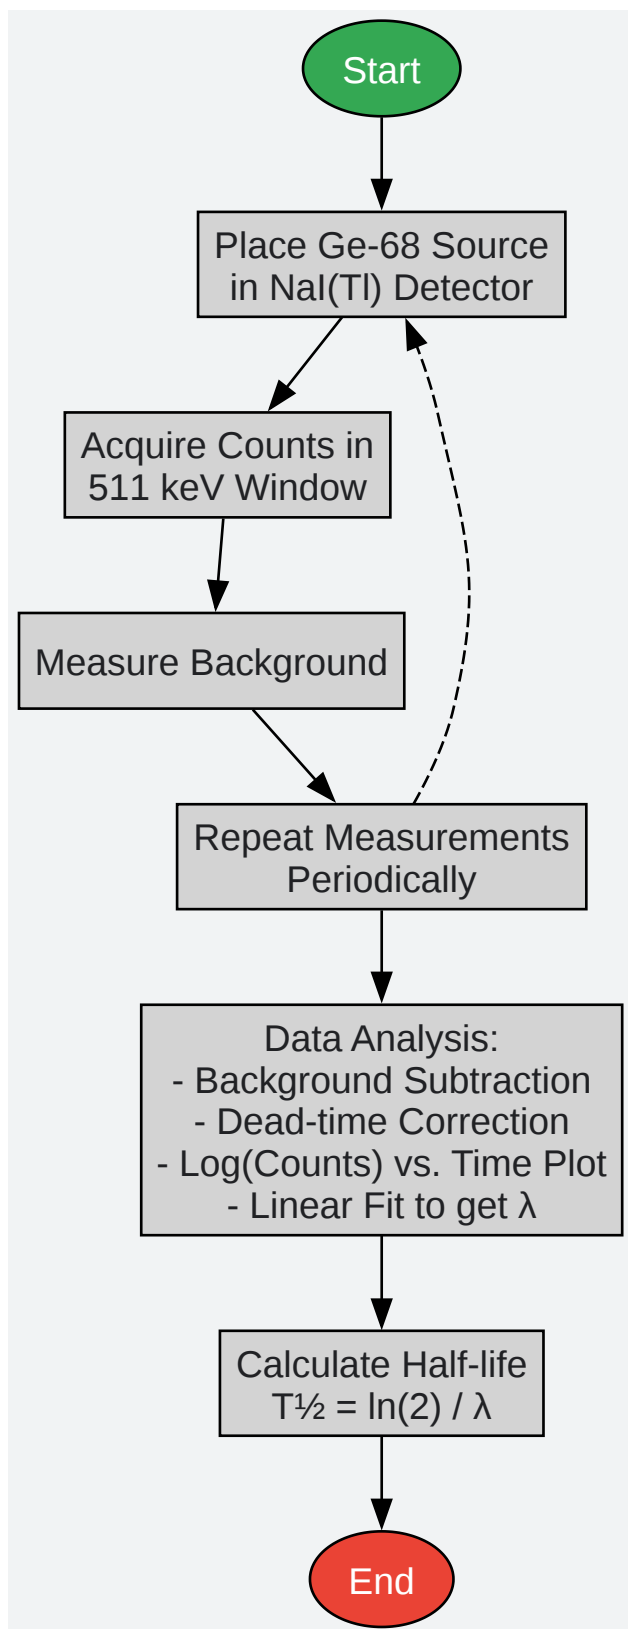 Start
Place Ge-68 Source
in NaI(Tl) Detector
Acquire Counts in
511 keV Window
Measure Background
Repeat Measurements
Periodically
Data Analysis:
- Background Subtraction
- Dead-time Correction
- Log(Counts) vs. Time Plot
- Linear Fit to get λ
Calculate Half-life
T½ = ln(2) / λ
End